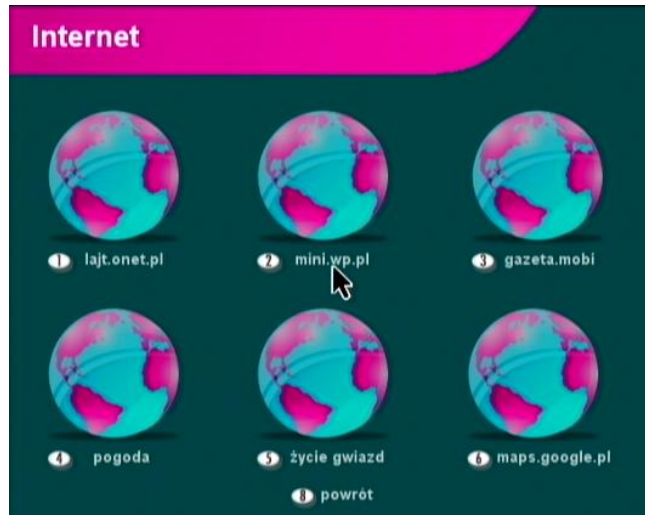 Internet
1 lajt.onet.pl
2 mini.wp.pl
3 gazeta.mobi
4 pogoda
5 życie gwiazd
6 maps.google.pl
8 powrót